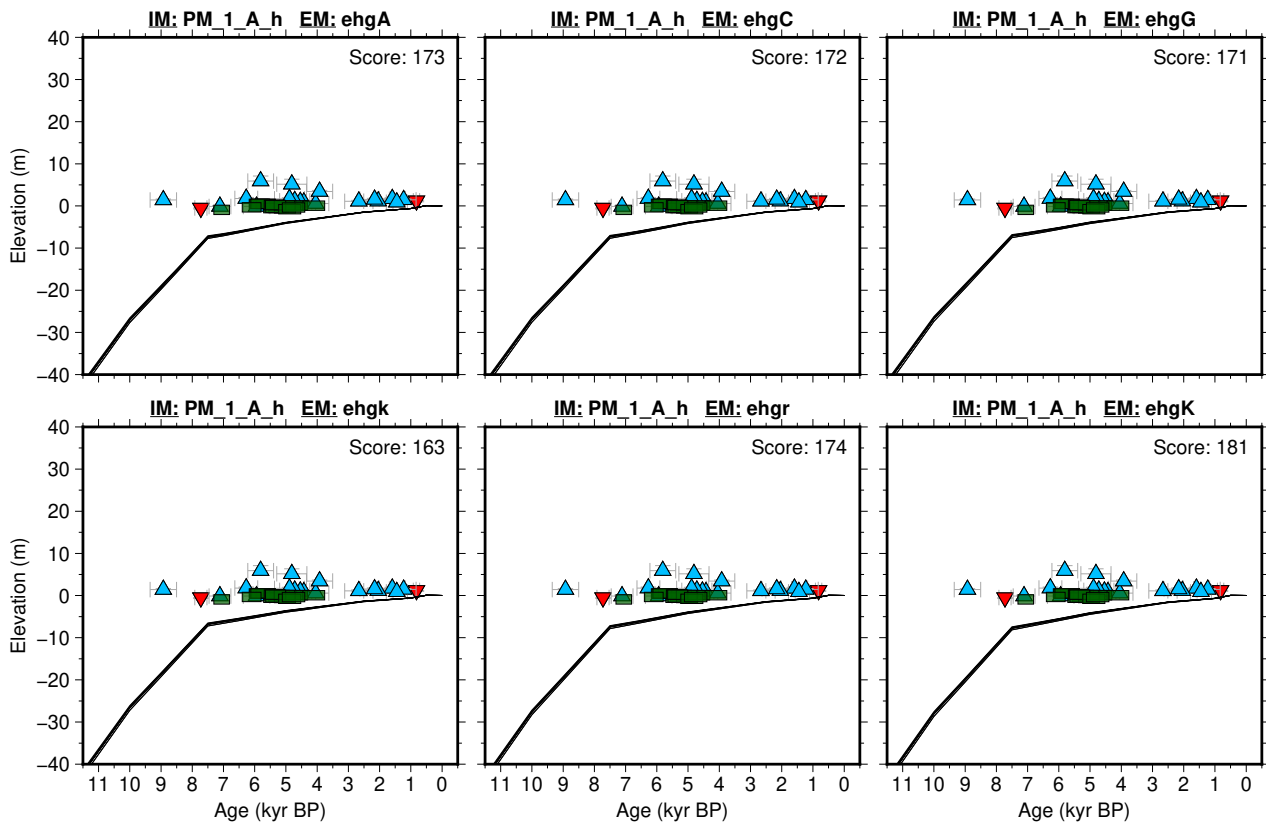 IM: PM_1_A_h EM: ehgA
IM: PM_1_A_h EM: ehgC
IM: PM_1_A_h EM: ehgG
Score: 173
Score: 172
Score: 171
Elevation (m)
40
30
20
10
0
−10
−20
−30
−40
IM: PM_1_A_h EM: ehgk
IM: PM_1_A_h EM: ehgr
IM: PM_1_A_h EM: ehgK
Score: 163
Score: 174
Score: 181
Elevation (m)
40
30
20
10
0
−10
−20
−30
−40
11 10 9 8 7 6 5 4 3 2 1 0
11 10 9 8 7 6 5 4 3 2 1 0
11 10 9 8 7 6 5 4 3 2 1 0
Age (kyr BP)
Age (kyr BP)
Age (kyr BP)